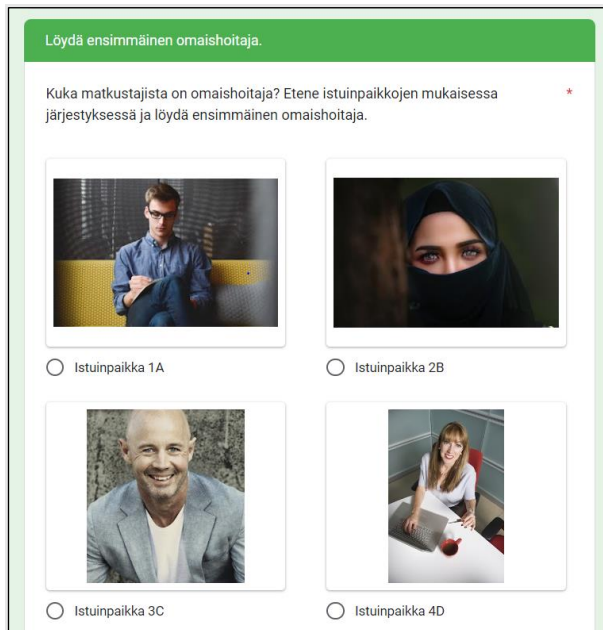 Löydä ensimmäinen omaishoitaja.
Kuka matkustajista on omaishoitaja? Etene istuinpaikkojen mukaisessa *
järjestyksessä ja löydä ensimmäinen omaishoitaja.
Istuinpaikka 1A
Istuinpaikka 2B
Istuinpaikka 3C
Istuinpaikka 4D